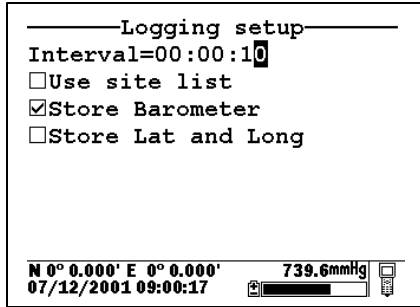 Logging setup
Interval=00:00:10
Use site list
Store Barometer
Store Lat and Long
N 0° 0.000' E 0° 0.000' 739.6mmHg
07/12/2001 09:00:17